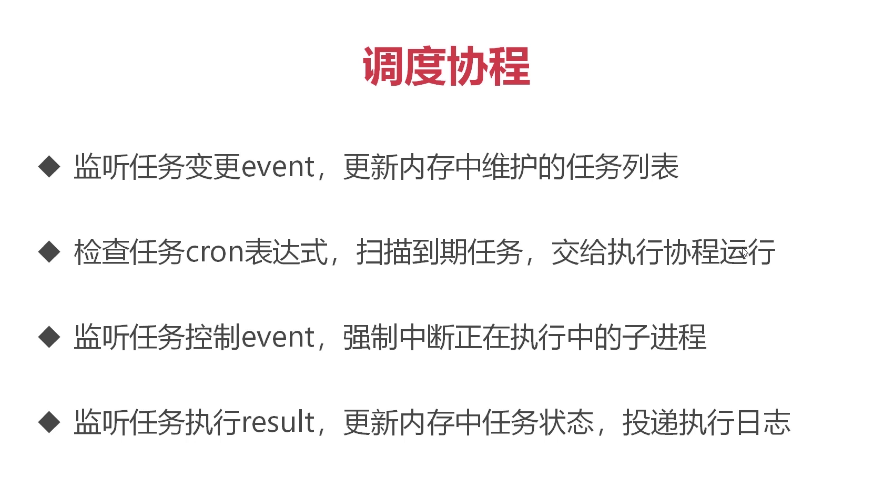 调度协程
◆ 监听任务变更event，更新内存中维护的任务列表
◆ 检查任务cron表达式，扫描到期任务，交给执行协程运行
◆ 监听任务控制event，强制中断正在执行中的子进程
◆ 监听任务执行result，更新内存中任务状态，投递执行日志